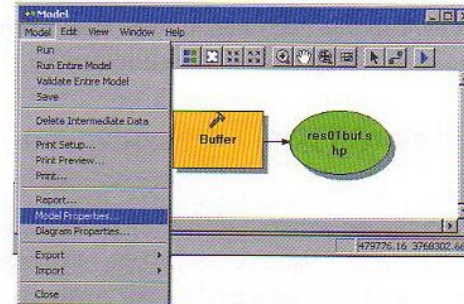 Model
Model Edit View Window Help
Run
Run Entire Model
Validate Entire Model
Save
Delete Intermediate Data
Print Setup...
Print Preview...
Print...
Report...
Model Properties...
Diagram Properties...
Export
Import
Close
Buffer
res01buf.s
hp
479776.16 3768302.66